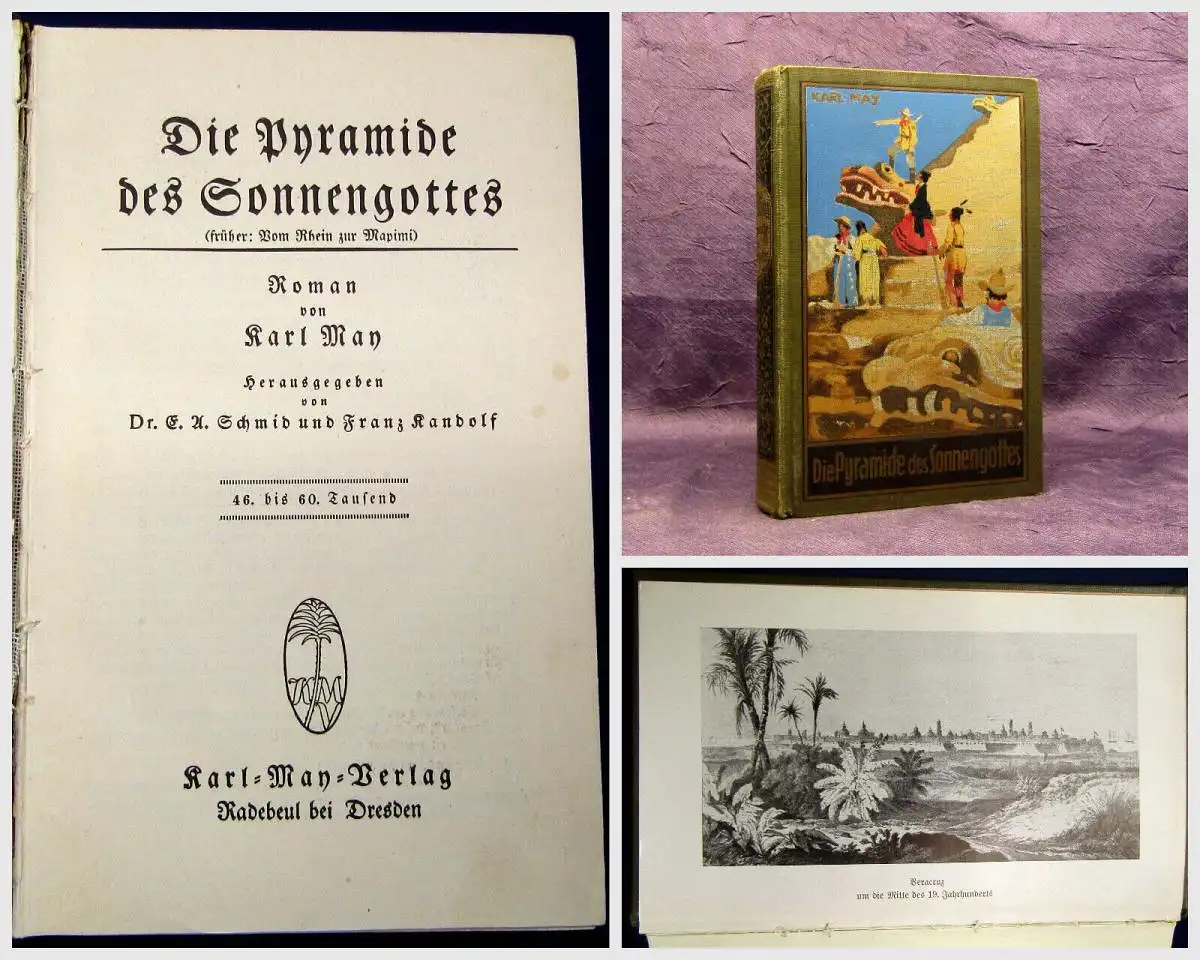 Die Pyramide
des Sonnengottes
(früher: Vom Rhein zur Mapimi)
Roman
von
Karl May
Herausgegeben
von
Dr. E. A. Schmid und Franz Kandolf
46. bis 60. Tausend
KM
Karl-May-Verlag
Radebeul bei Dresden
KARL MAY
Die Pyramide des Sonnengottes
Veracruz
um die Mitte des 19. Jahrhunderts